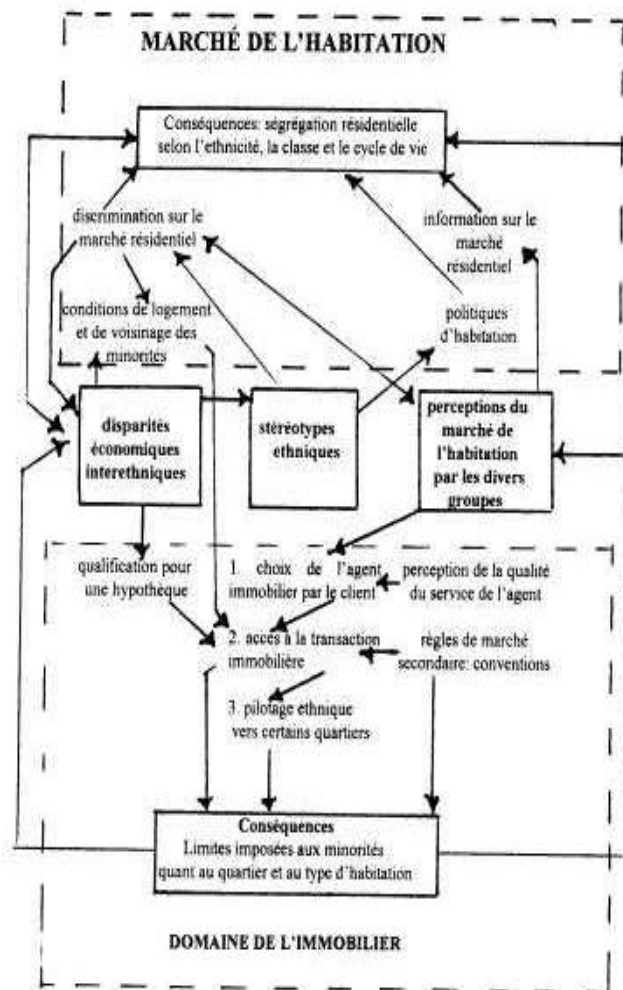 MARCHÉ DE L'HABITATION
Conséquences: ségrégation résidentielle
selon l'ethnicité, la classe et le cycle de vie
discrimination sur le
marché résidentiel
information sur le
marché
résidentiel
conditions de logement
et de voisinage des
minorités
politiques
d'habitation
disparités
économiques
interethniques
stéréotypes
ethniques
perceptions du
marché de
l'habitation
par les divers
groupes
qualification pour
une hypothèque
1. choix de l'agent
immobilier par le client
perception de la qualité
du service de l'agent
2. accès à la transaction
immobilière
règles de marché
secondaire: conventions
3. pilotage ethnique
vers certains quartiers
Conséquences
Limites imposées aux minorités
quant au quartier et au type d'habitation
DOMAINE DE L'IMMOBILIER